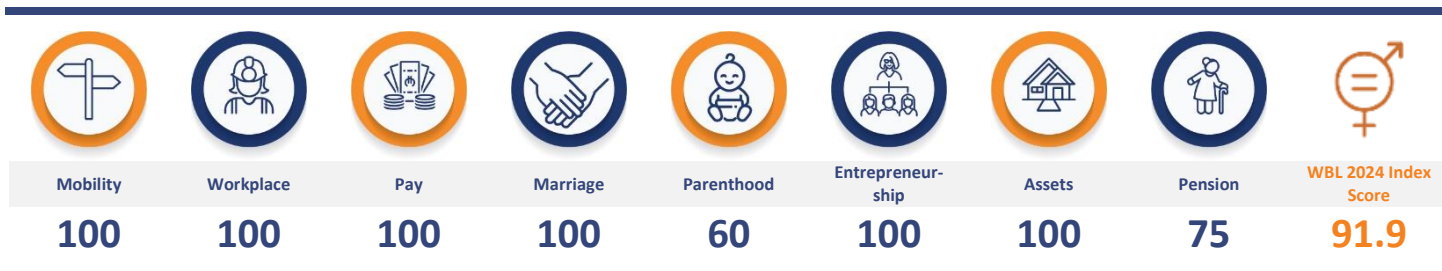 Mobility
Workplace
Pay
Marriage
Parenthood
Entrepreneur-
ship
Assets
Pension
WBL 2024 Index
Score
100
100
100
100
60
100
100
75
91.9